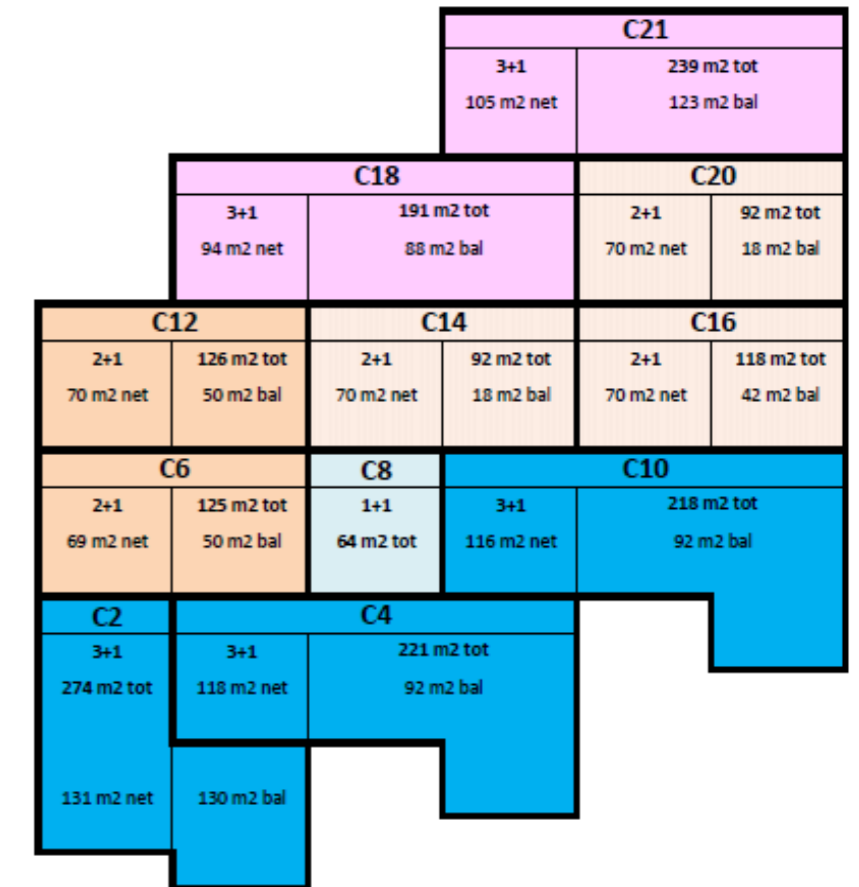 C21
3+1 239 m2 tot
105 m2 net 123 m2 bal
C18 C20
3+1 191 m2 tot 2+1 92 m2 tot
94 m2 net 88 m2 bal 70 m2 net 18 m2 bal
C12 C14 C16
2+1 126 m2 tot 2+1 92 m2 tot 2+1 118 m2 tot
70 m2 net 50 m2 bal 70 m2 net 18 m2 bal 70 m2 net 42 m2 bal
C6 C8 C10
2+1 125 m2 tot 1+1 3+1 218 m2 tot
69 m2 net 50 m2 bal 64 m2 tot 116 m2 net 92 m2 bal
C2 C4
3+1 3+1 221 m2 tot
274 m2 tot 118 m2 net 92 m2 bal
131 m2 net 130 m2 bal